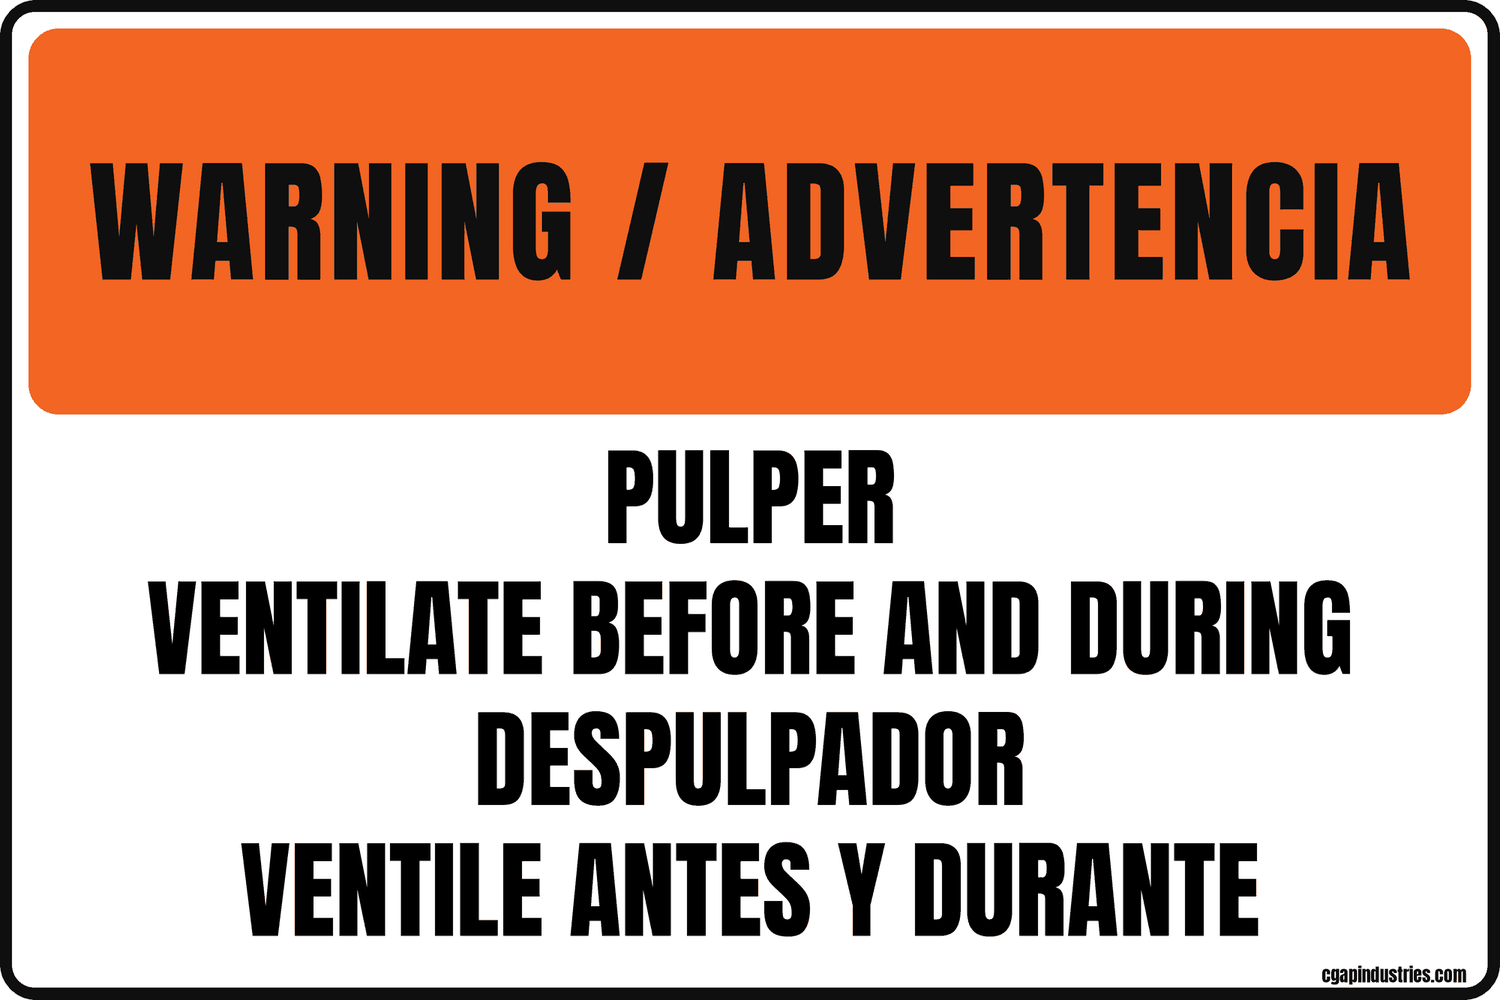 WARNING / ADVERTENCIA
PULPER
VENTILATE BEFORE AND DURING
DESPULPADOR
VENTILE ANTES Y DURANTE
cgapindustries.com